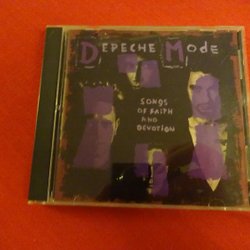 DEPECHE MODE
SONGS
OF FAITH
AND
DEVOTION